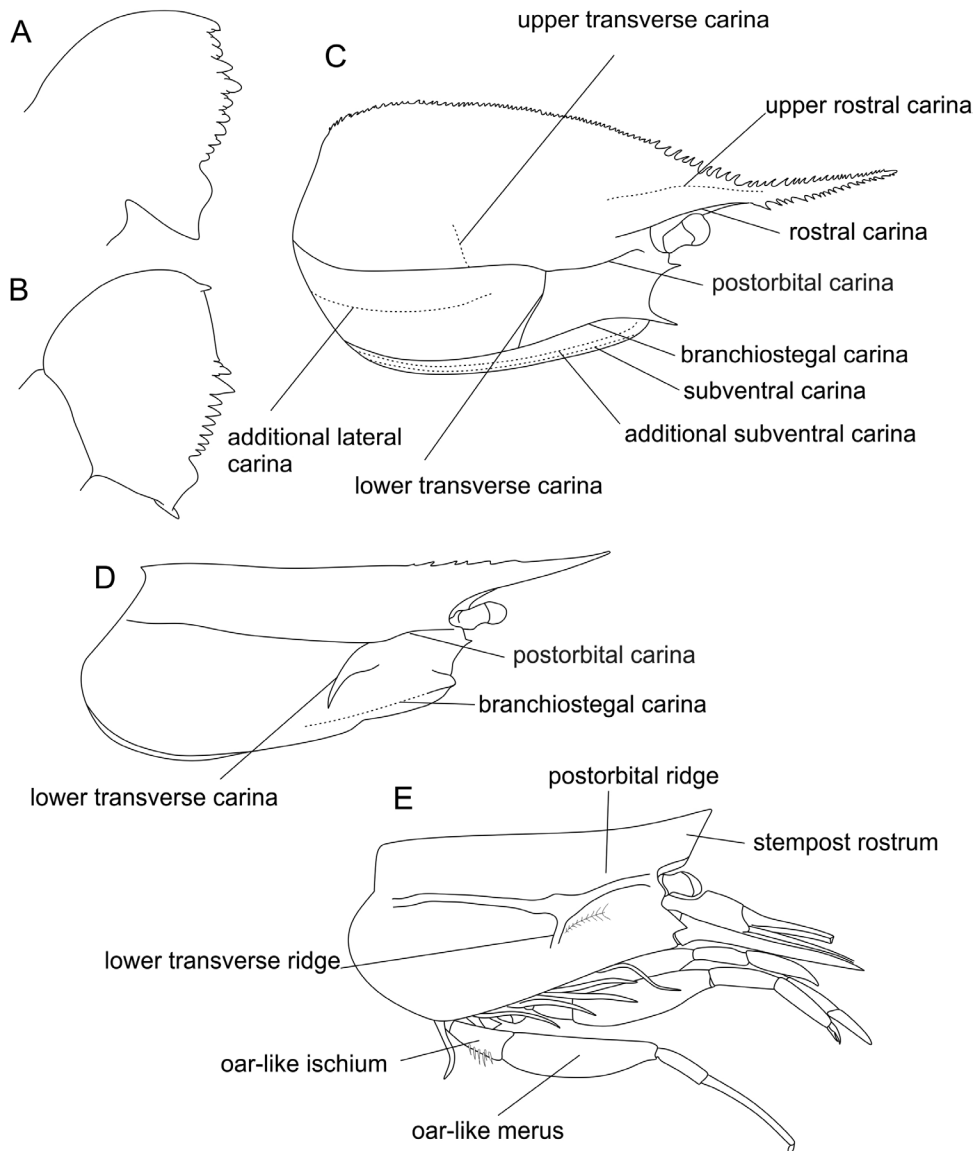 A
upper transverse carina
C
upper rostral carina
rostral carina
postorbital carina
B
branchiostegal carina
subventral carina
additional lateral
carina
additional subventral carina
lower transverse carina
D
postorbital carina
branchiostegal carina
lower transverse carina
E
postorbital ridge
stempost rostrum
lower transverse ridge
oar-like ischium
oar-like merus